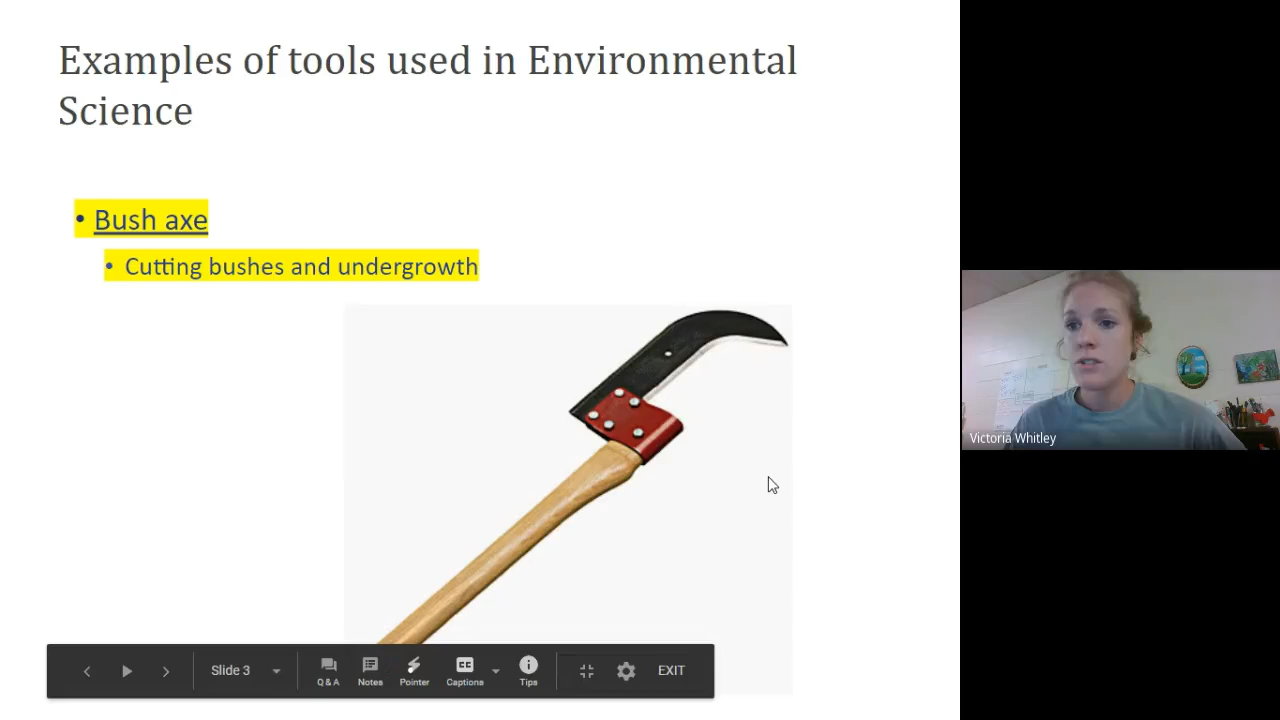 Examples of tools used in Environmental
Science
• Bush axe
• Cutting bushes and undergrowth
Victoria Whitley
Slide 3
Q & A
Notes
Pointer
CC
Captions
Tips
EXIT